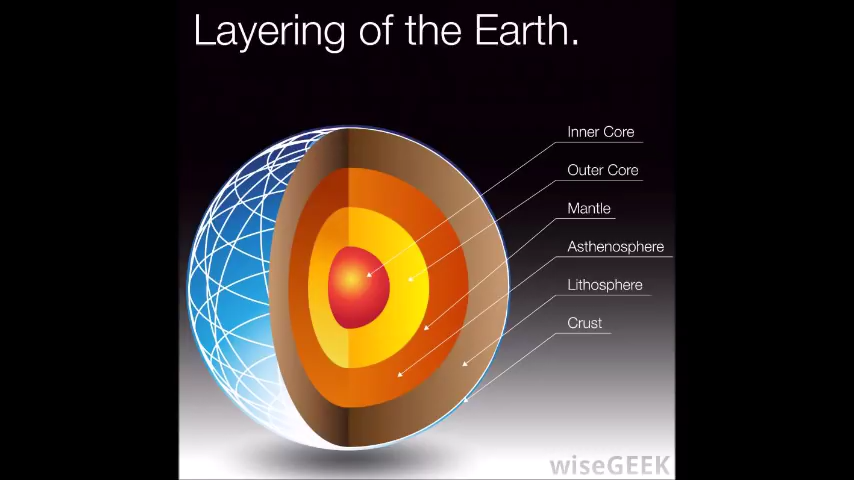 Layering of the Earth.
Inner Core
Outer Core
Mantle
Asthenosphere
Lithosphere
Crust
wiseGEEK